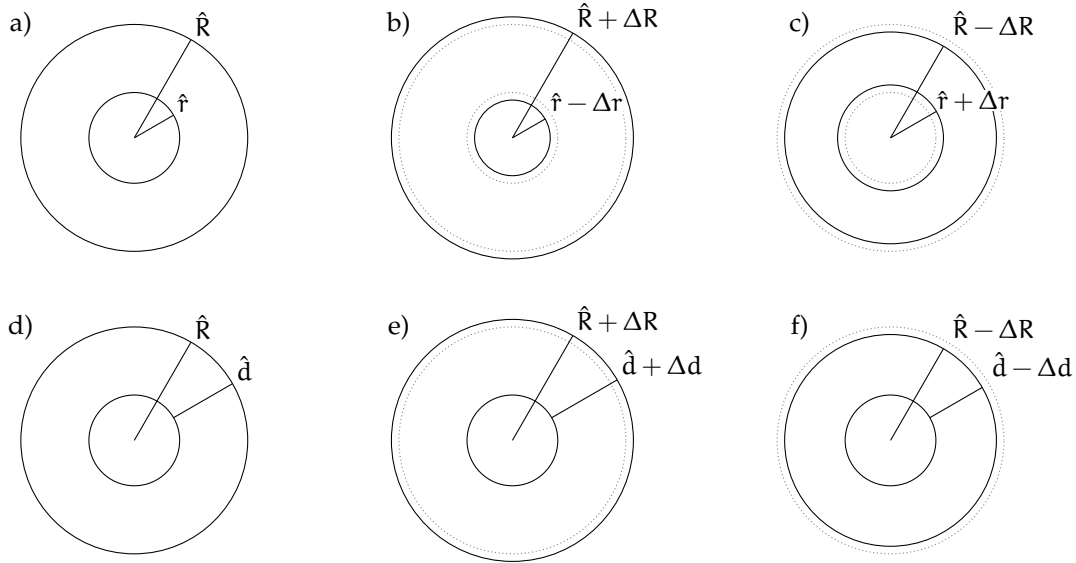 a)
R̂
r̂
b)
R̂ + ΔR
r̂ − Δr
c)
R̂ − ΔR
r̂ + Δr
d)
R̂
d̂
e)
R̂ + ΔR
d̂ + Δd
f)
R̂ − ΔR
d̂ − Δd